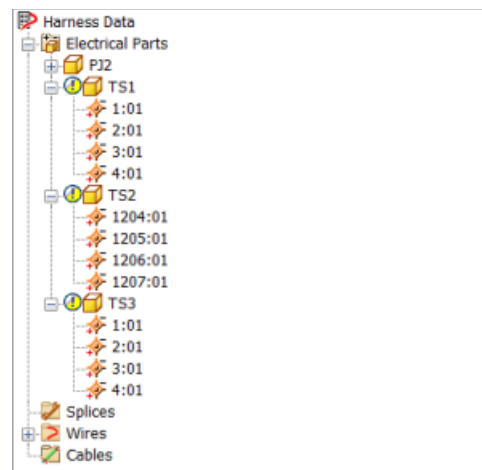 Harness Data
Electrical Parts
PJ2
TS1
1:01
2:01
3:01
4:01
TS2
1204:01
1205:01
1206:01
1207:01
TS3
1:01
2:01
3:01
4:01
Splices
Wires
Cables